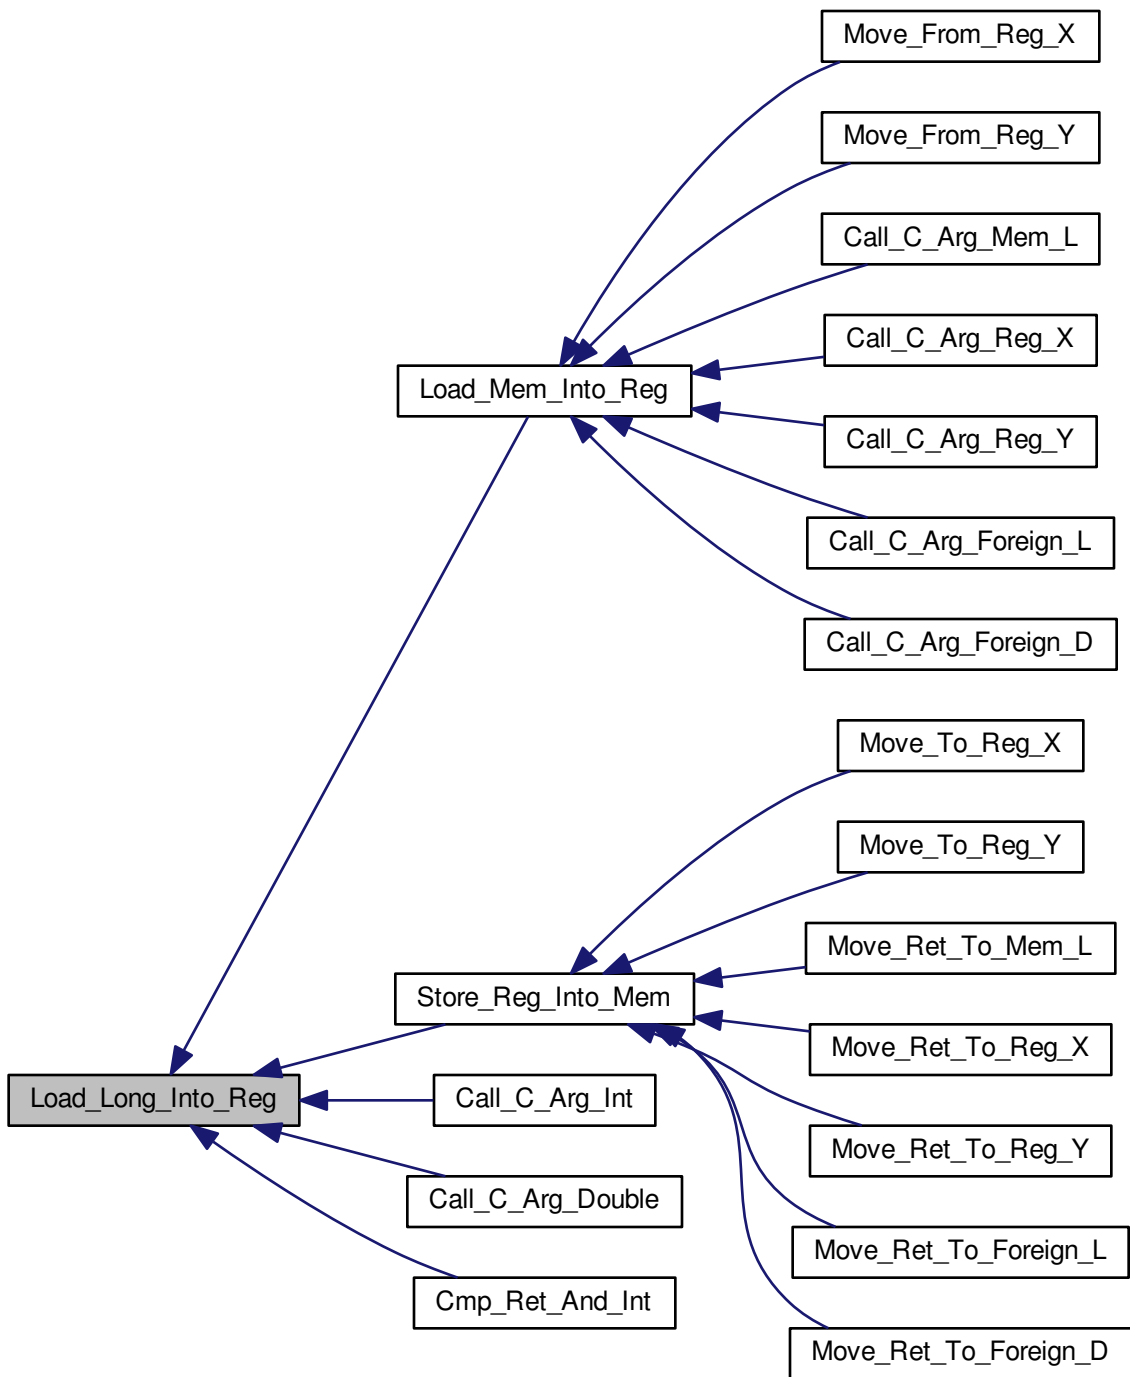 Move_From_Reg_X
Move_From_Reg_Y
Call_C_Arg_Mem_L
Call_C_Arg_Reg_X
Load_Mem_Into_Reg
Call_C_Arg_Reg_Y
Call_C_Arg_Foreign_L
Call_C_Arg_Foreign_D
Move_To_Reg_X
Move_To_Reg_Y
Move_Ret_To_Mem_L
Store_Reg_Into_Mem
Move_Ret_To_Reg_X
Load_Long_Into_Reg
Call_C_Arg_Int
Move_Ret_To_Reg_Y
Call_C_Arg_Double
Move_Ret_To_Foreign_L
Cmp_Ret_And_Int
Move_Ret_To_Foreign_D